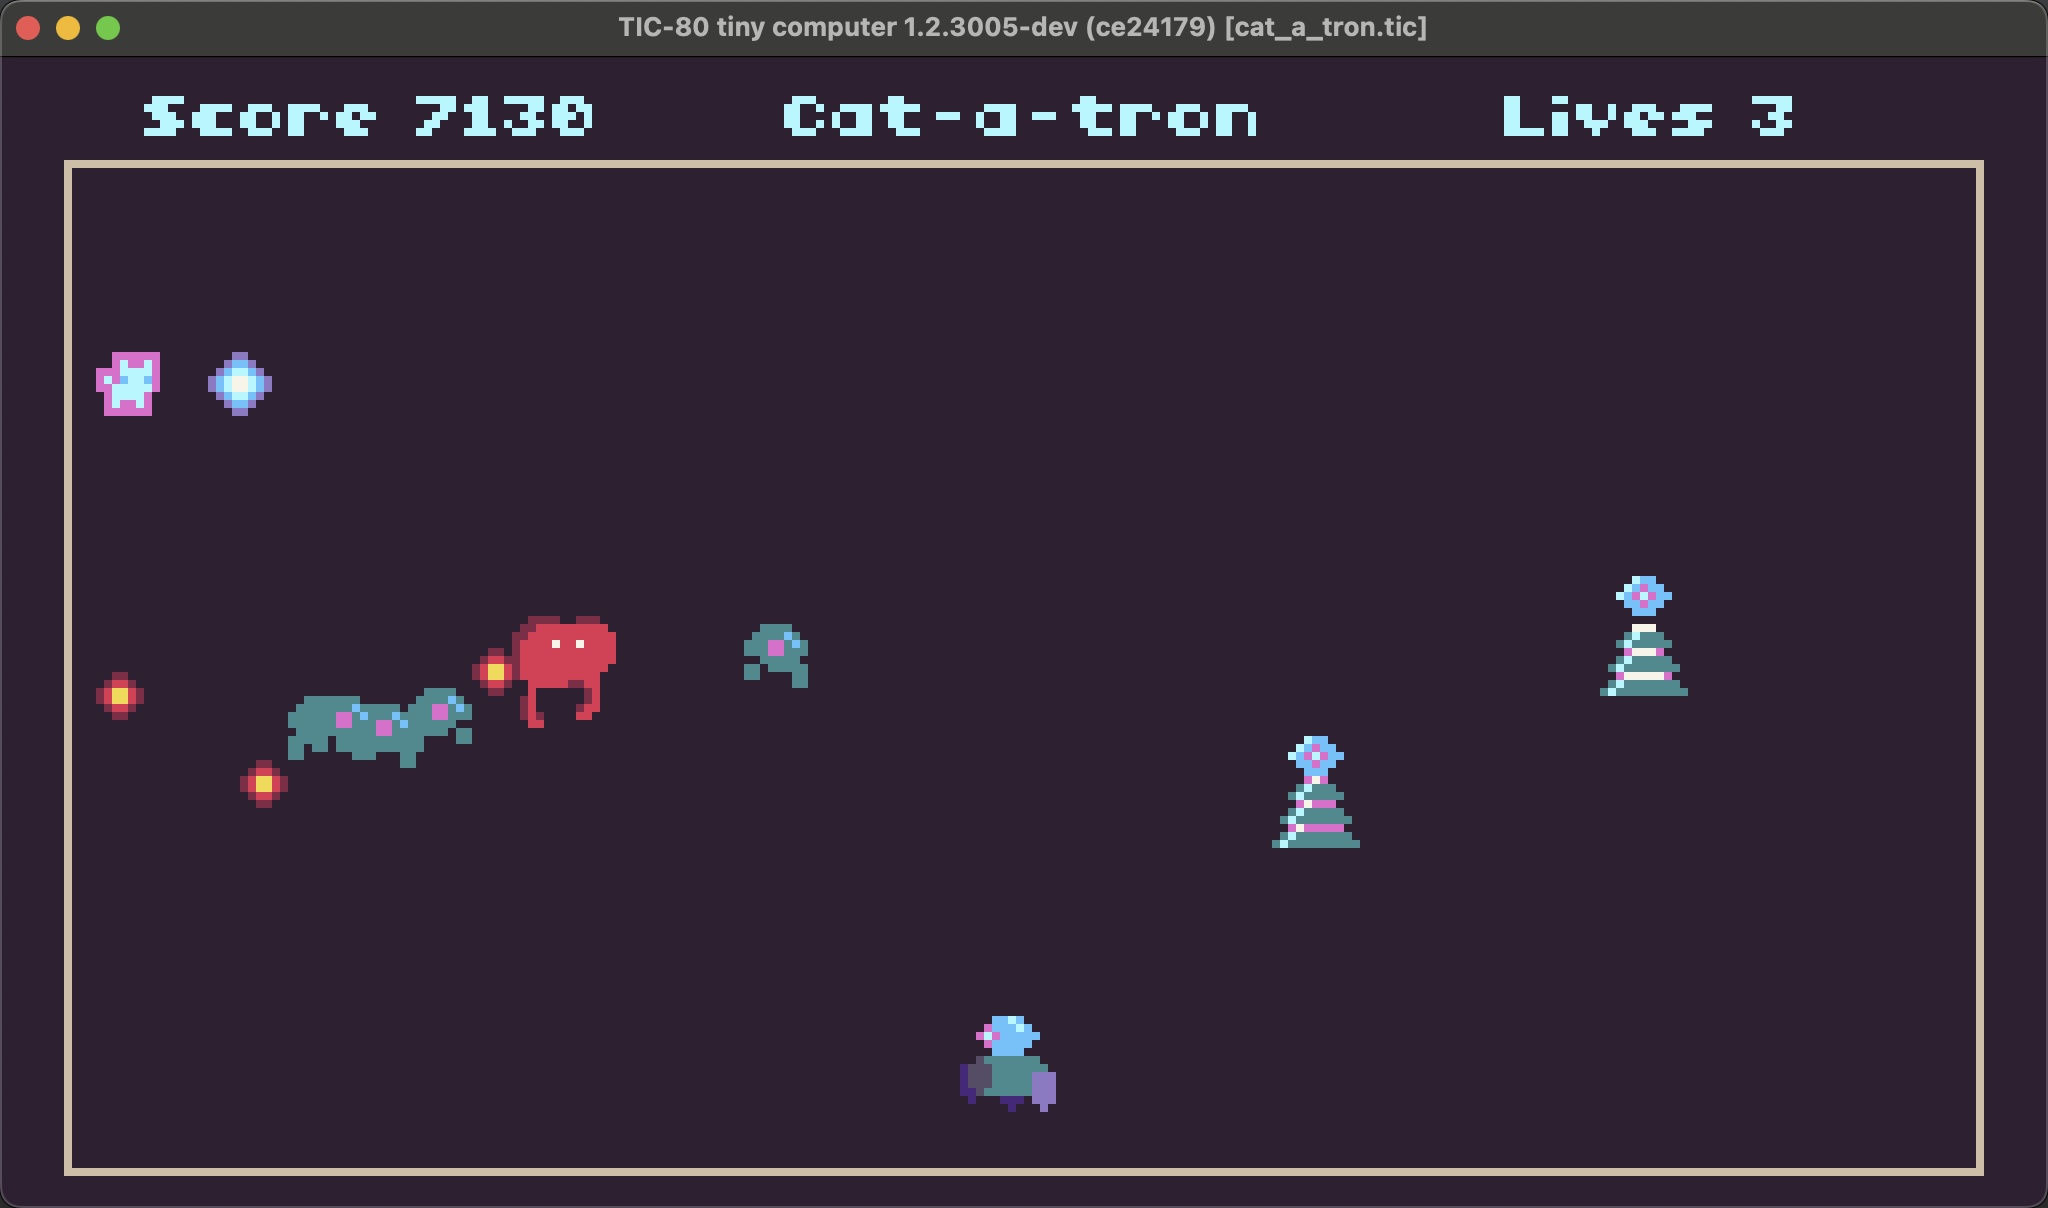 TIC-80 tiny computer 1.2.3005-dev (ce24179) [cat_a_tron.tic]
Score 7130 Cat-a-tron Lives 3